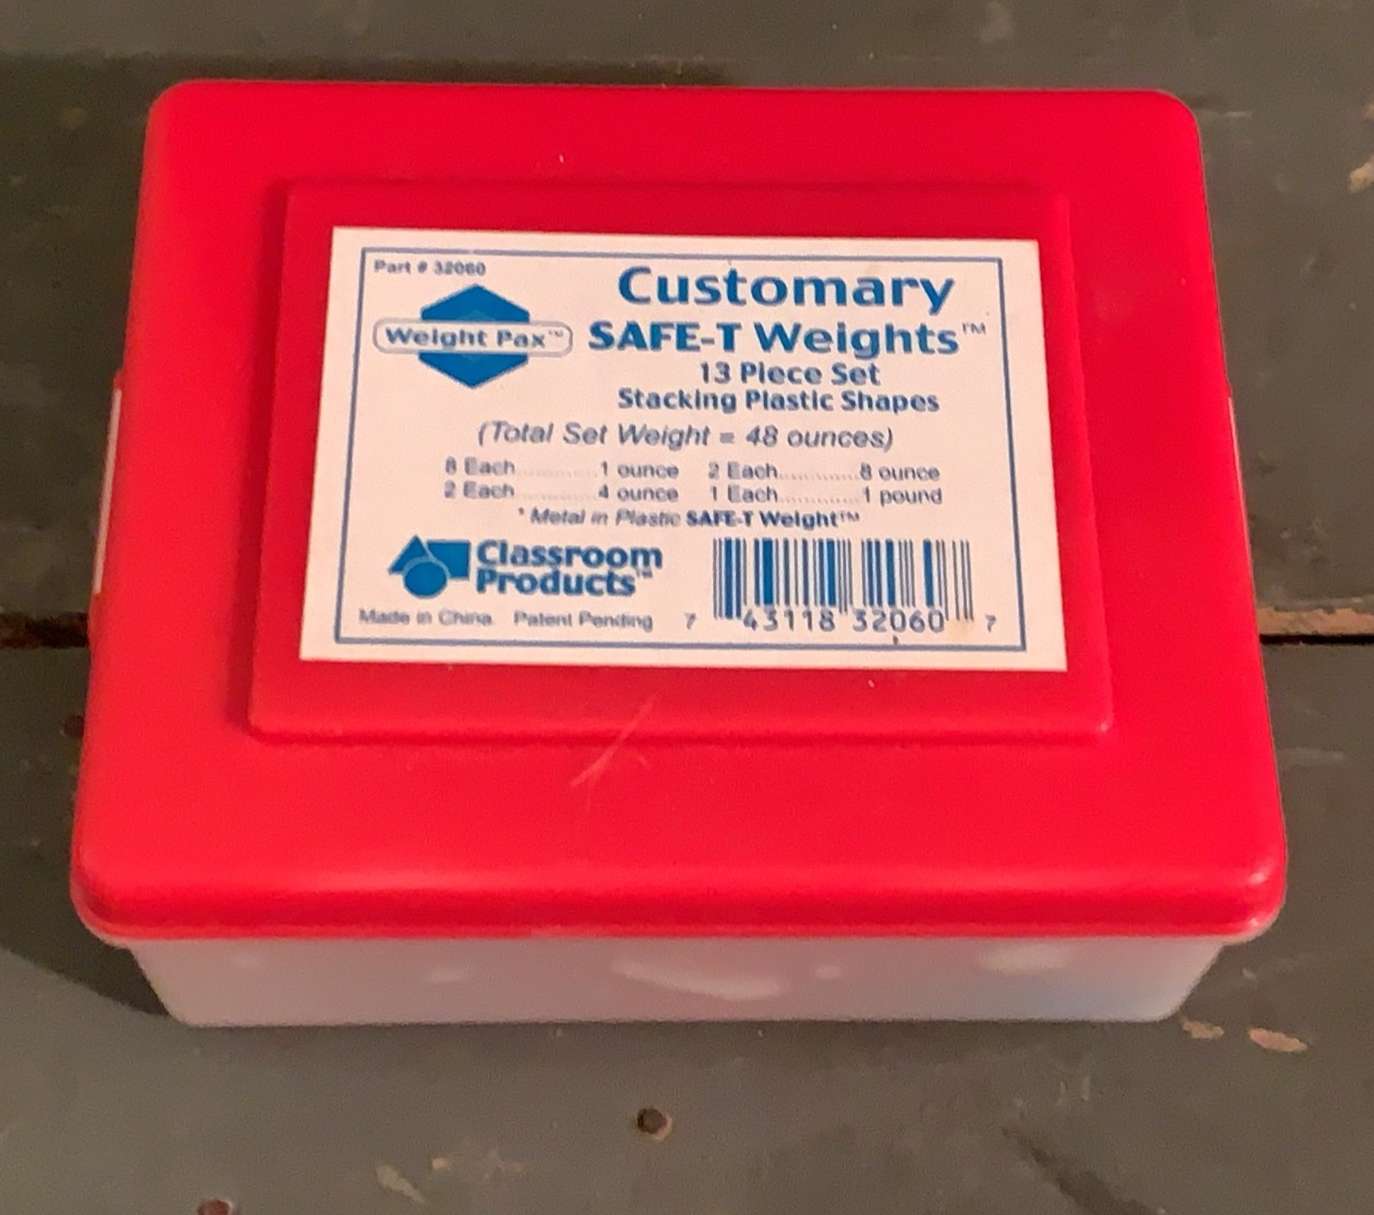 Part # 32060
Weight Pax™
Customary
SAFE-T Weights™
13 Piece Set
Stacking Plastic Shapes
(Total Set Weight = 48 ounces)
8 Each............1 ounce 2 Each............8 ounce
2 Each............4 ounce 1 Each............1 pound
* Metal in Plastic SAFE-T Weight™
Classroom
Products™
Made in China Patent Pending
7 43118 32060 7